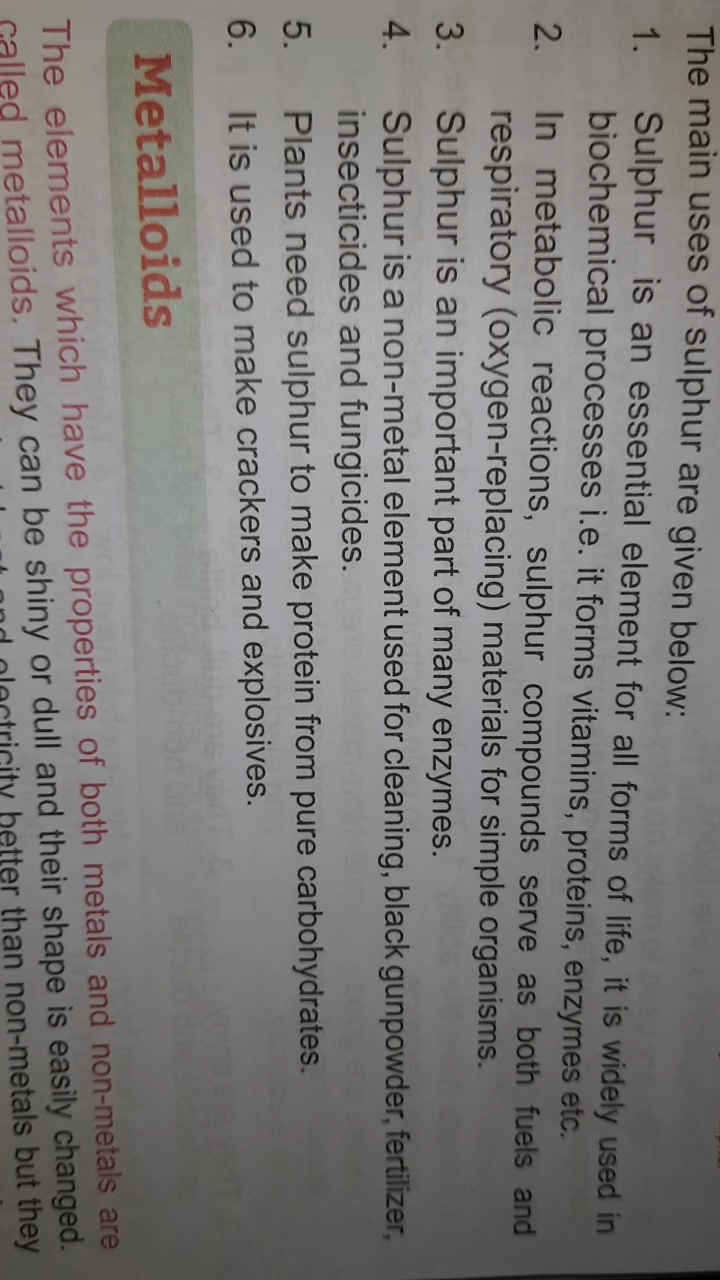 The main uses of sulphur are given below:
1. Sulphur is an essential element for all forms of life, it is widely used in
biochemical processes i.e. it forms vitamins, proteins, enzymes etc.
2. In metabolic reactions, sulphur compounds serve as both fuels and
respiratory (oxygen-replacing) materials for simple organisms.
3. Sulphur is an important part of many enzymes.
4. Sulphur is a non-metal element used for cleaning, black gunpowder, fertilizer,
insecticides and fungicides.
5. Plants need sulphur to make protein from pure carbohydrates.
6. It is used to make crackers and explosives.
Metalloids
The elements which have the properties of both metals and non-metals are
called metalloids. They can be shiny or dull and their shape is easily changed.
and electricity better than non-metals but they